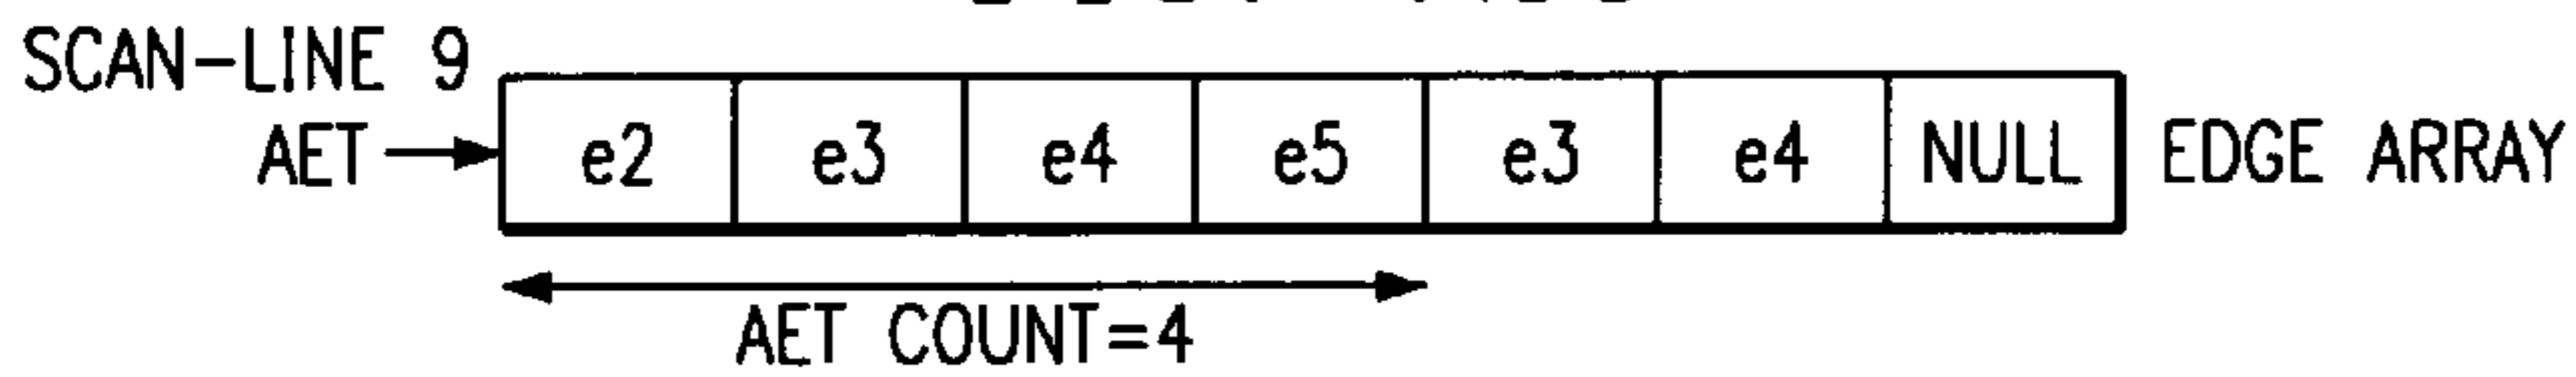 SCAN-LINE 9
AET e2 e3 e4 e5 e3 e4 NULL EDGE ARRAY
AET COUNT=4